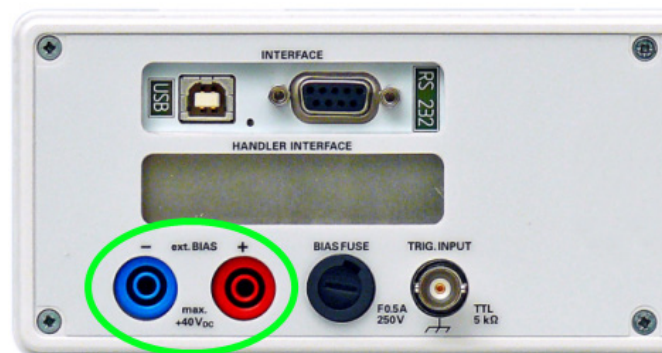 INTERFACE
USB
RS 232
HANDLER INTERFACE
− ext. BIAS +
max.
+40VDC
BIAS FUSE
F0.5A
250V
TRIG. INPUT
TTL
5 kΩ